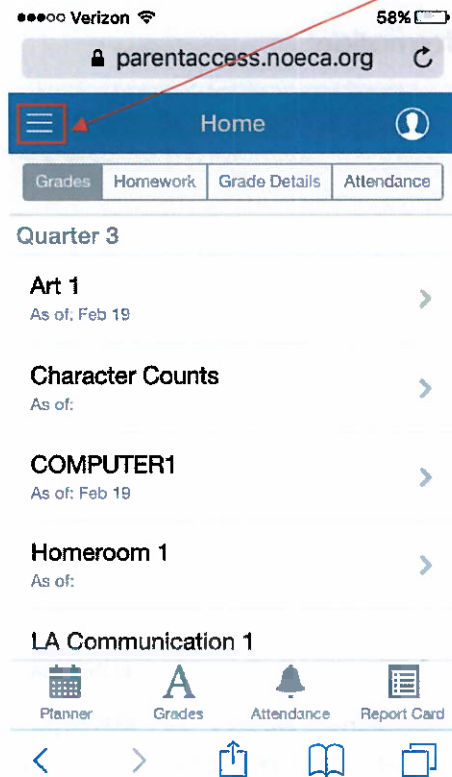 Verizon 58%
parentaccess.noeca.org
Home
Grades Homework Grade Details Attendance
Quarter 3
Art 1
As of: Feb 19
Character Counts
As of:
COMPUTER1
As of: Feb 19
Homeroom 1
As of:
LA Communication 1
Planner Grades Attendance Report Card